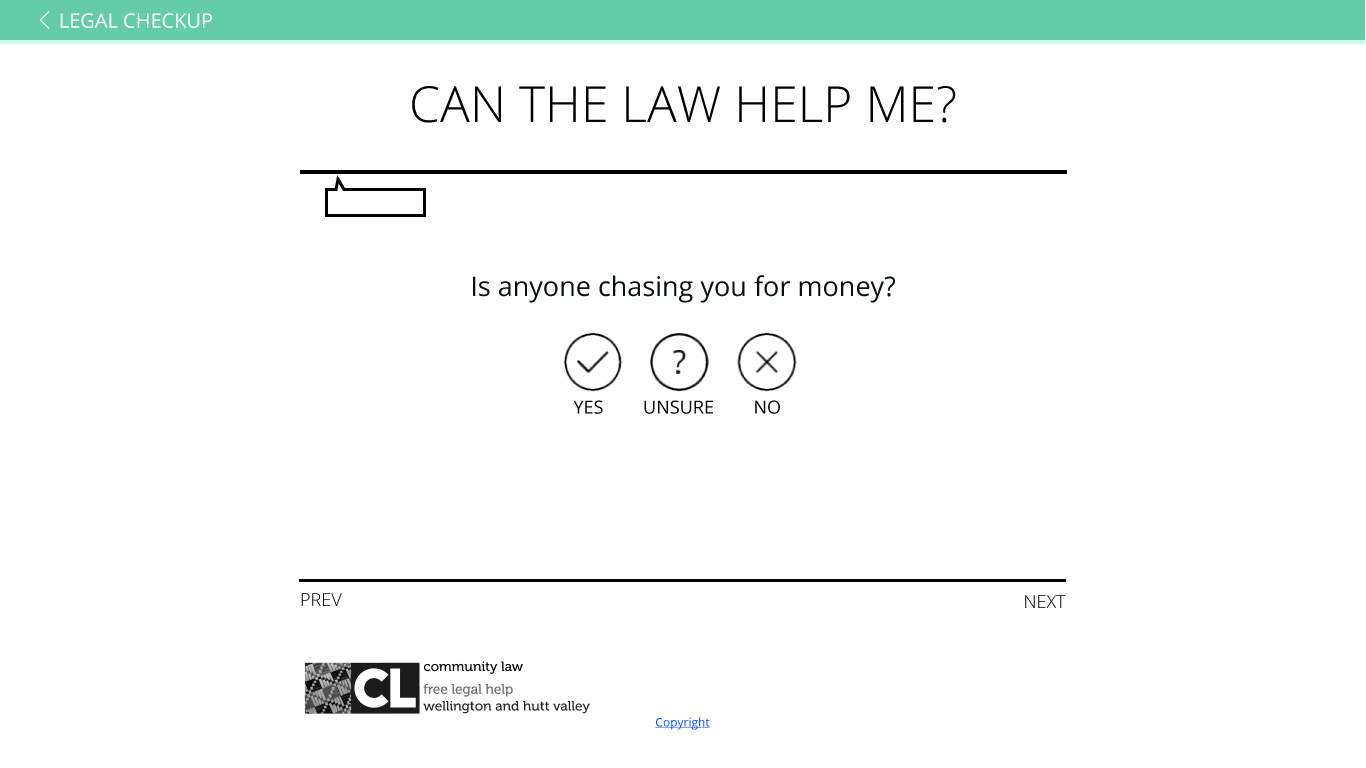 LEGAL CHECKUP
CAN THE LAW HELP ME?
Is anyone chasing you for money?
?
YES UNSURE NO
PREV NEXT
CL
community law
free legal help
wellington and hutt valley
Copyright